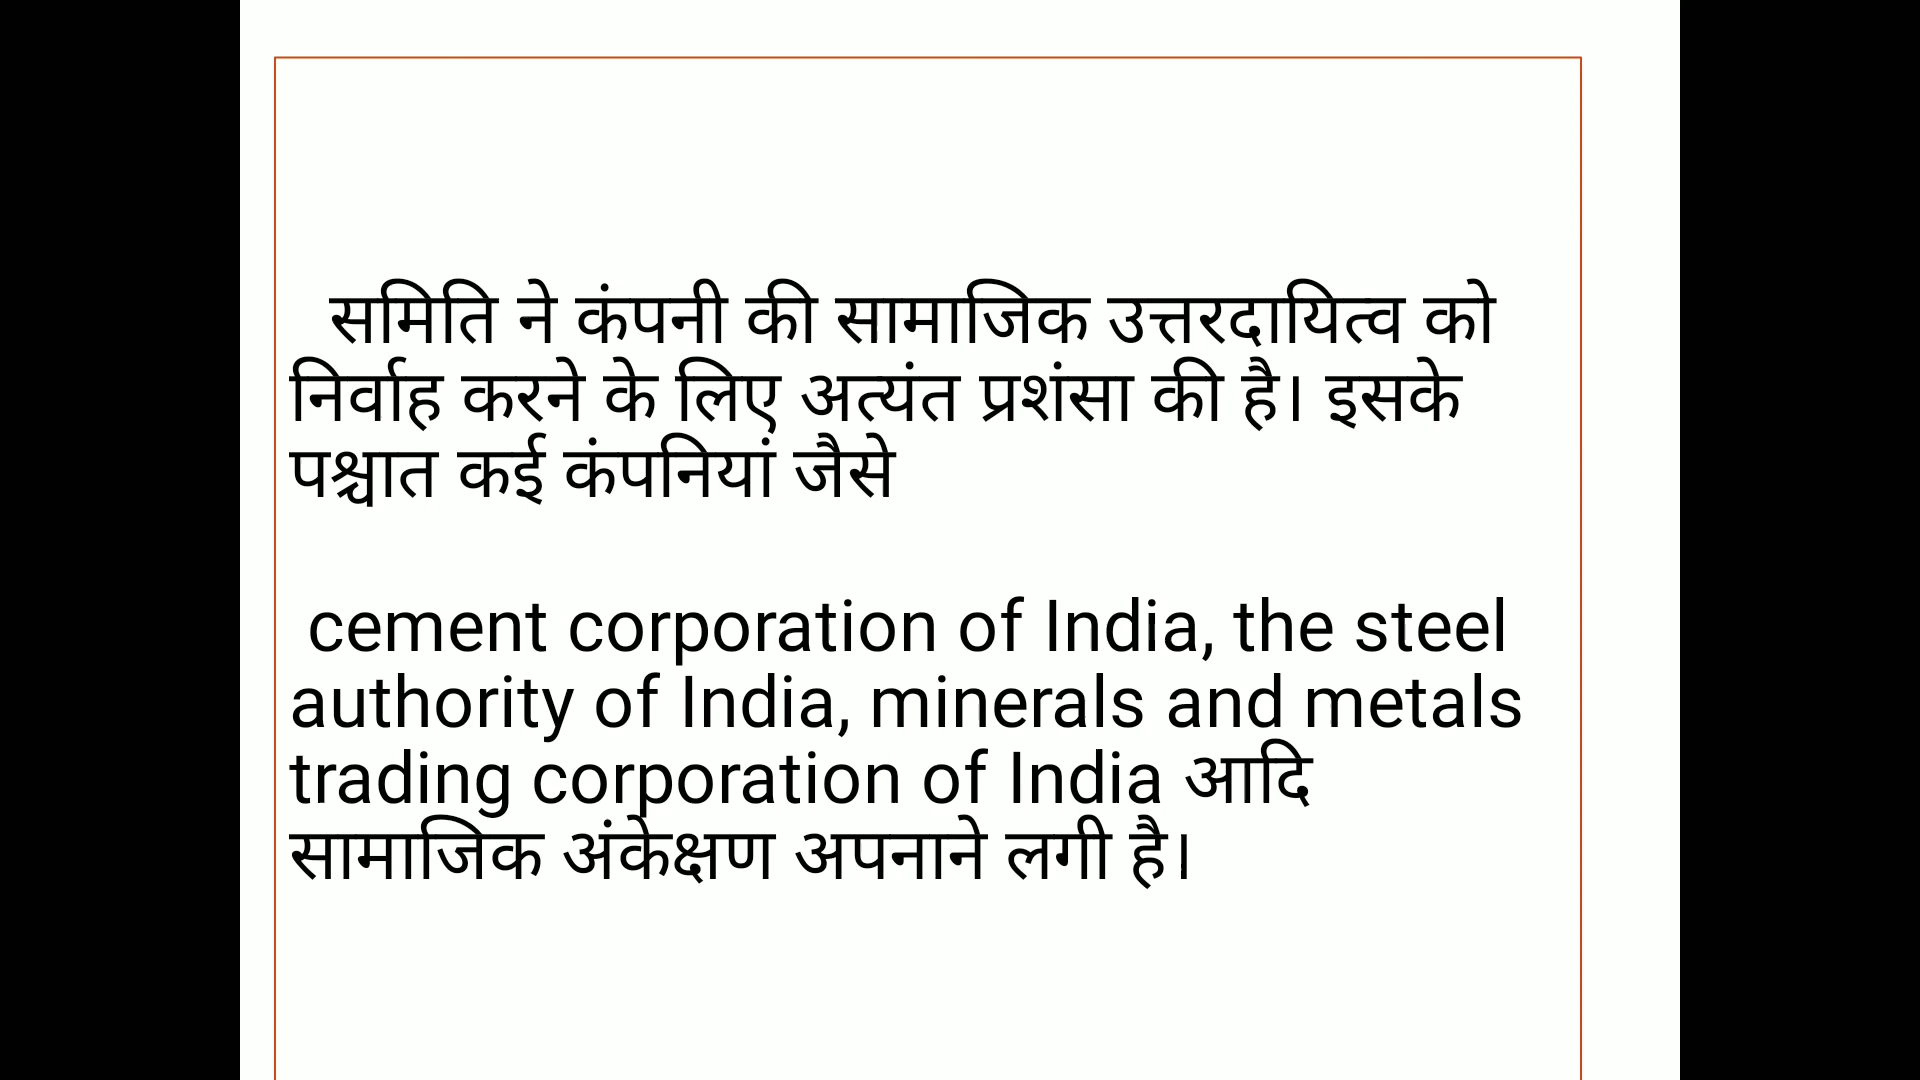 समिति ने कंपनी की सामाजिक उत्तरदायित्व को
निर्वाह करने के लिए अत्यंत प्रशंसा की है। इसके
पश्चात कई कंपनियां जैसे
cement corporation of India, the steel
authority of India, minerals and metals
trading corporation of India आदि
सामाजिक अंकेक्षण अपनाने लगी है।